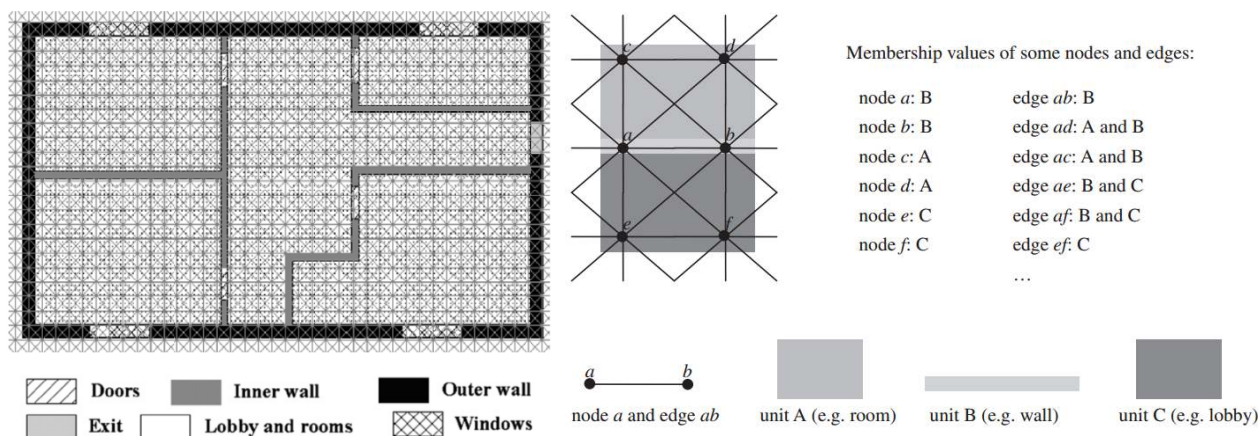 c d
a b
e f
Membership values of some nodes and edges:
node a: B edge ab: B
node b: B edge ad: A and B
node c: A edge ac: A and B
node d: A edge ae: B and C
node e: C edge af: B and C
node f: C edge ef: C
...
Doors Inner wall Outer wall
Exit Lobby and rooms Windows
a b
node a and edge ab unit A (e.g. room) unit B (e.g. wall) unit C (e.g. lobby)